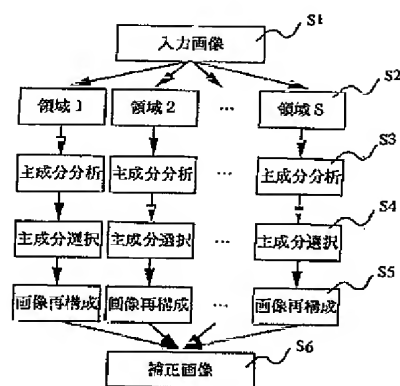 S1
入力画像
S2
領域1 領域2 … 領域S
S3
主成分分析 主成分分析 … 主成分分析
S4
主成分選択 主成分選択 … 主成分選択
S5
画像再構成 画像再構成 … 画像再構成
S6
補正画像